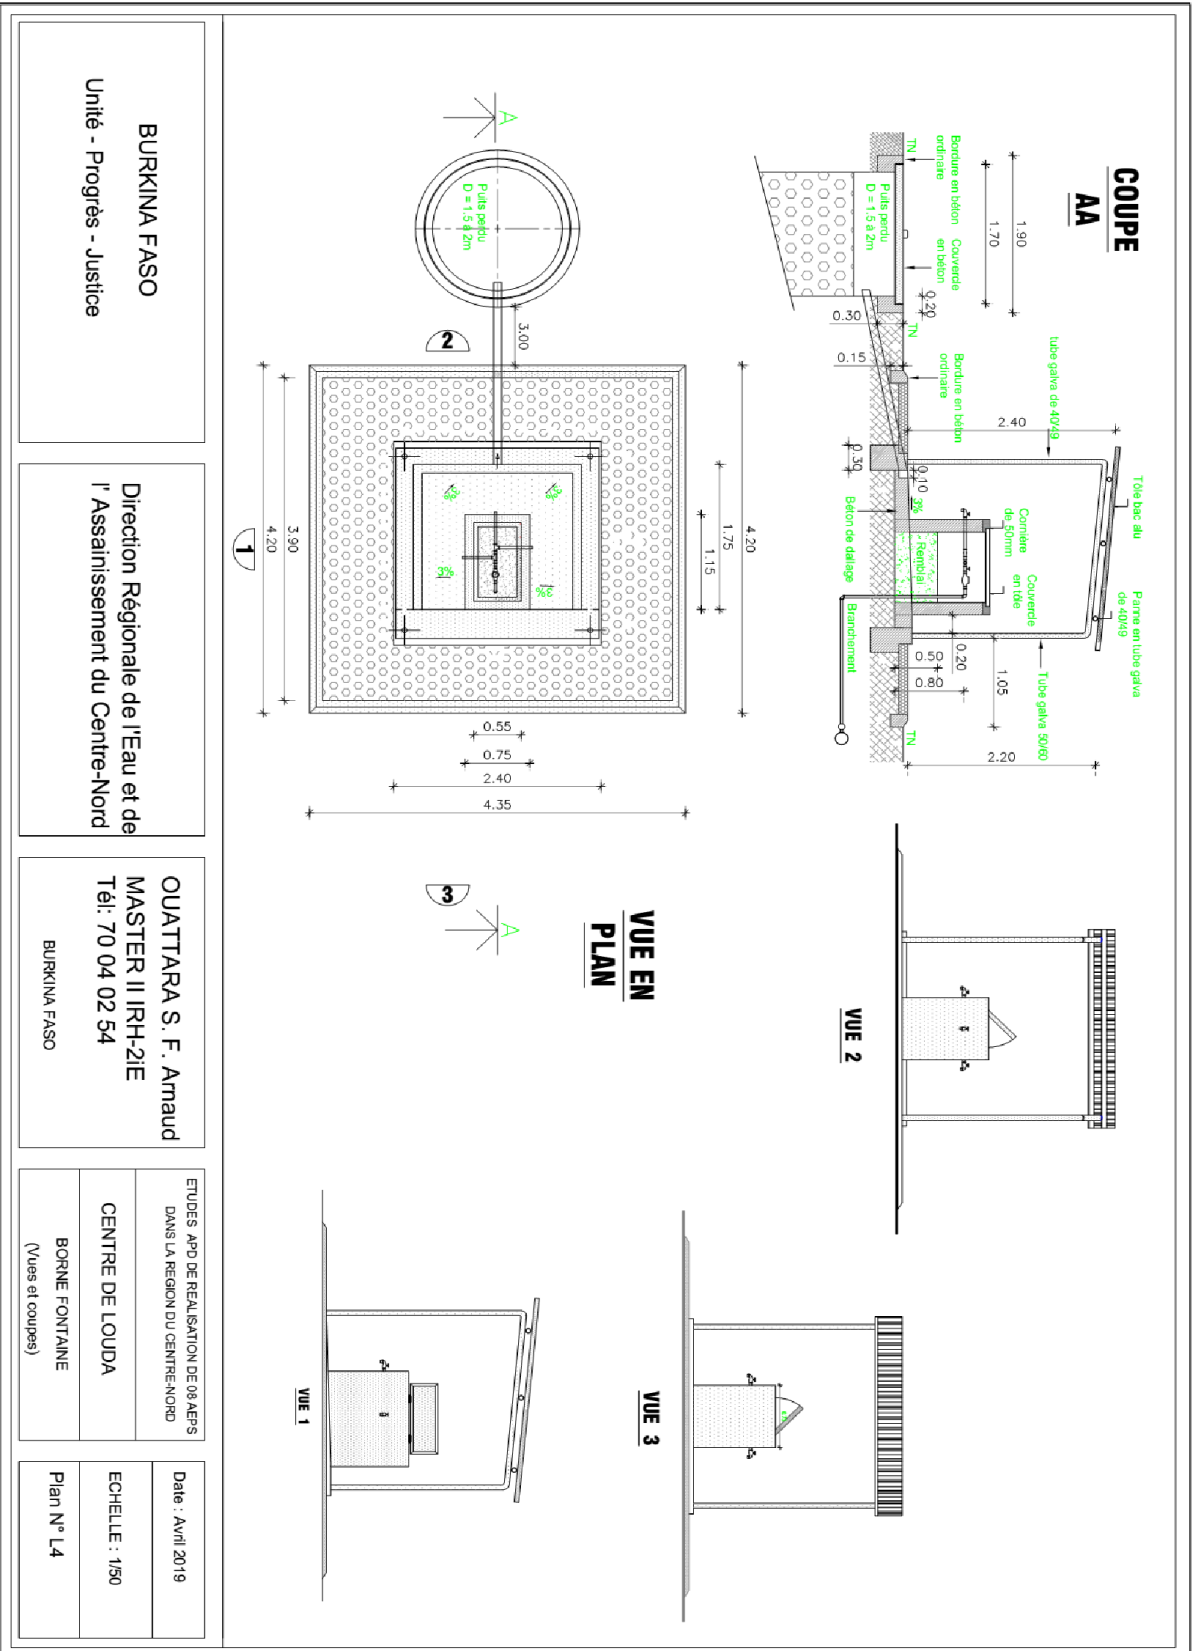 COUPE
AA
1.90
1.70
Bordure en béton
ordinaire
Couvercle
en béton
TN
Puits perdu
D = 1.5 à 2m
0.20
0.30
TN
0.15
Bordure en béton
ordinaire
tube galva de 40/49
2.40
0.30
0.10
3%
Béton de dallage
Cornière
de 50mm
Couvercle
en tôle
Remblai
Branchement
Tôle bac alu
Panne en tube galva
de 40/49
0.20
0.50
0.80
1.05
Tube galva 50/60
TN
2.20
VUE 2
A
Puits perdu
D = 1.5 à 2m
3.00
2
4.20
1.75
1.15
3%
3%
3%
3%
3.90
4.20
1
0.55
0.75
2.40
4.35
3
A
VUE EN
PLAN
VUE 3
VUE 1
BURKINA FASO
Unité - Progrès - Justice
Direction Régionale de l'Eau et de
l' Assainissement du Centre-Nord
OUATTARA S. F. Arnaud
MASTER II IRH-2iE
Tél: 70 04 02 54
BURKINA FASO
ETUDES APD DE REALISATION DE 08 AEPS
DANS LA REGION DU CENTRE-NORD
CENTRE DE LOUDA
BORNE FONTAINE
(Vues et coupes)
Date : Avril 2019
ECHELLE : 1/50
Plan N° L4